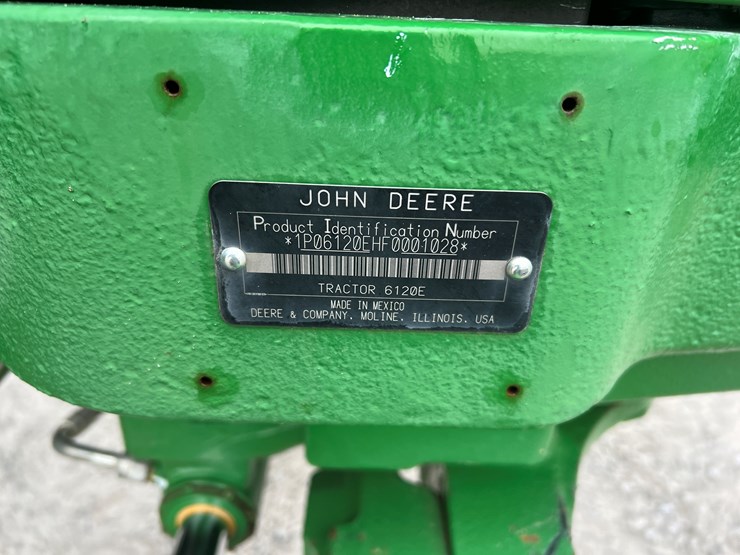 JOHN DEERE
Product Identification Number
*1P06120EHF0001028*
TRACTOR 6120E
MADE IN MEXICO
DEERE & COMPANY, MOLINE, ILLINOIS, USA